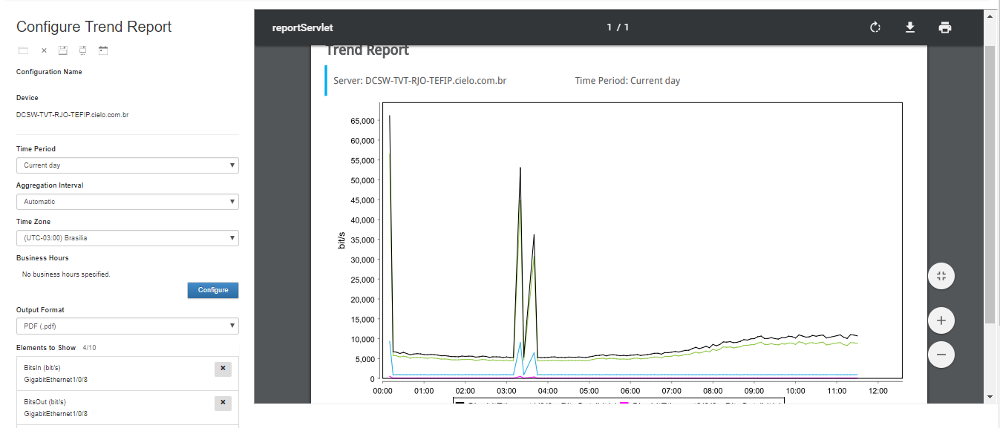 Configure Trend Report
Configuration Name
Device
DCSW-TVT-RJO-TEFIP.cielo.com.br
Time Period
Current day
Aggregation Interval
Automatic
Time Zone
(UTC-03:00) Brasilia
Business Hours
No business hours specified.
Configure
Output Format
PDF (.pdf)
Elements to Show 4/10
BitsIn (bit/s)
GigabitEthernet1/0/8
BitsOut (bit/s)
GigabitEthernet1/0/8
reportServlet
1 / 1
Trend Report
Server: DCSW-TVT-RJO-TEFIP.cielo.com.br
Time Period: Current day
bit/s
65,000
60,000
55,000
50,000
45,000
40,000
35,000
30,000
25,000
20,000
15,000
10,000
5,000
0
00:00 01:00 02:00 03:00 04:00 05:00 06:00 07:00 08:00 09:00 10:00 11:00 12:00